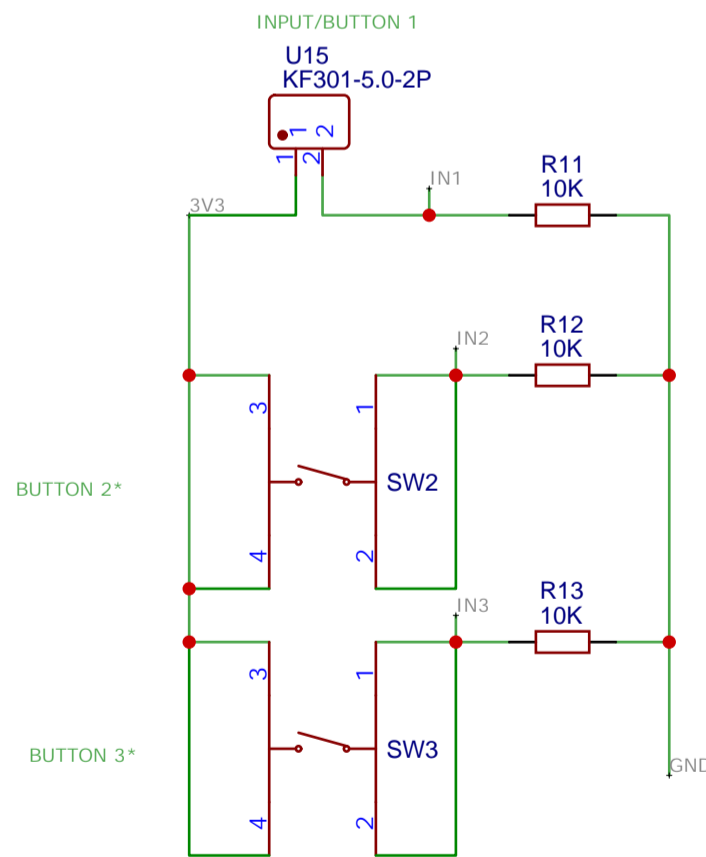 INPUT/BUTTON 1
U15
KF301-5.0-2P
1 2
1 2
IN1
R11
10K
3V3
IN2
R12
10K
3 1
BUTTON 2*
SW2
4 2
IN3
R13
10K
3 1
BUTTON 3*
SW3
GND
4 2